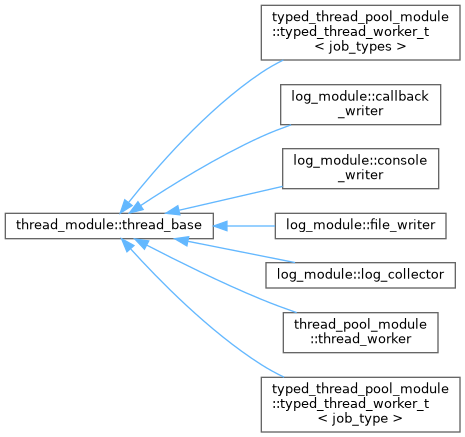 typed_thread_pool_module
::typed_thread_worker_t
< job_types >
log_module::callback
_writer
log_module::console
_writer
thread_module::thread_base
log_module::file_writer
log_module::log_collector
thread_pool_module
::thread_worker
typed_thread_pool_module
::typed_thread_worker_t
< job_type >